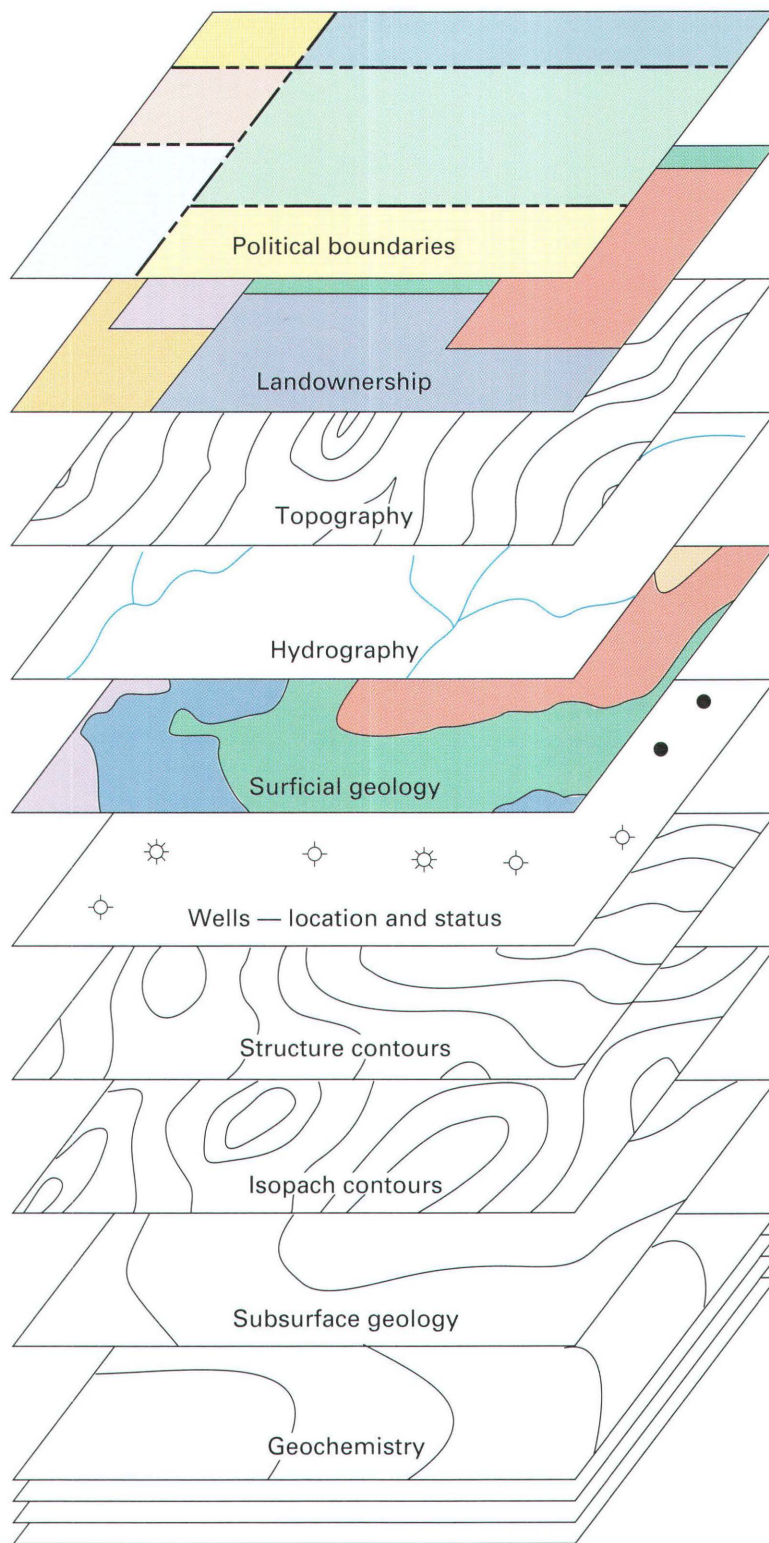 Political boundaries
Landownership
Topography
Hydrography
Surficial geology
Wells — location and status
Structure contours
Isopach contours
Subsurface geology
Geochemistry